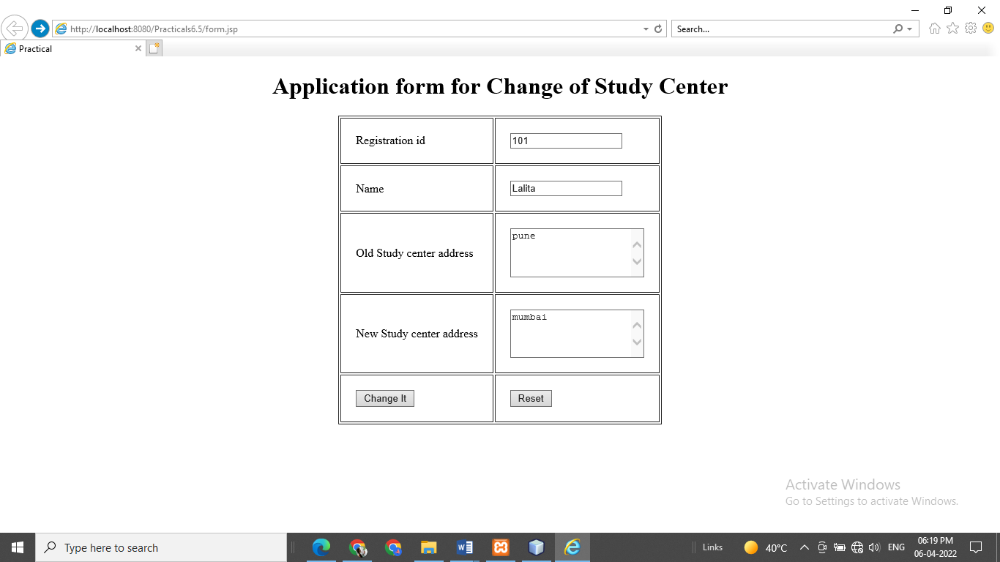 http://localhost:8080/Practicals6.5/form.jsp
Search...
Practical
Application form for Change of Study Center
Registration id
101
Name
Lalita
Old Study center address
pune
New Study center address
mumbai
Change It
Reset
Activate Windows
Go to Settings to activate Windows.
Type here to search
Links
40°C
ENG
06:19 PM
06-04-2022